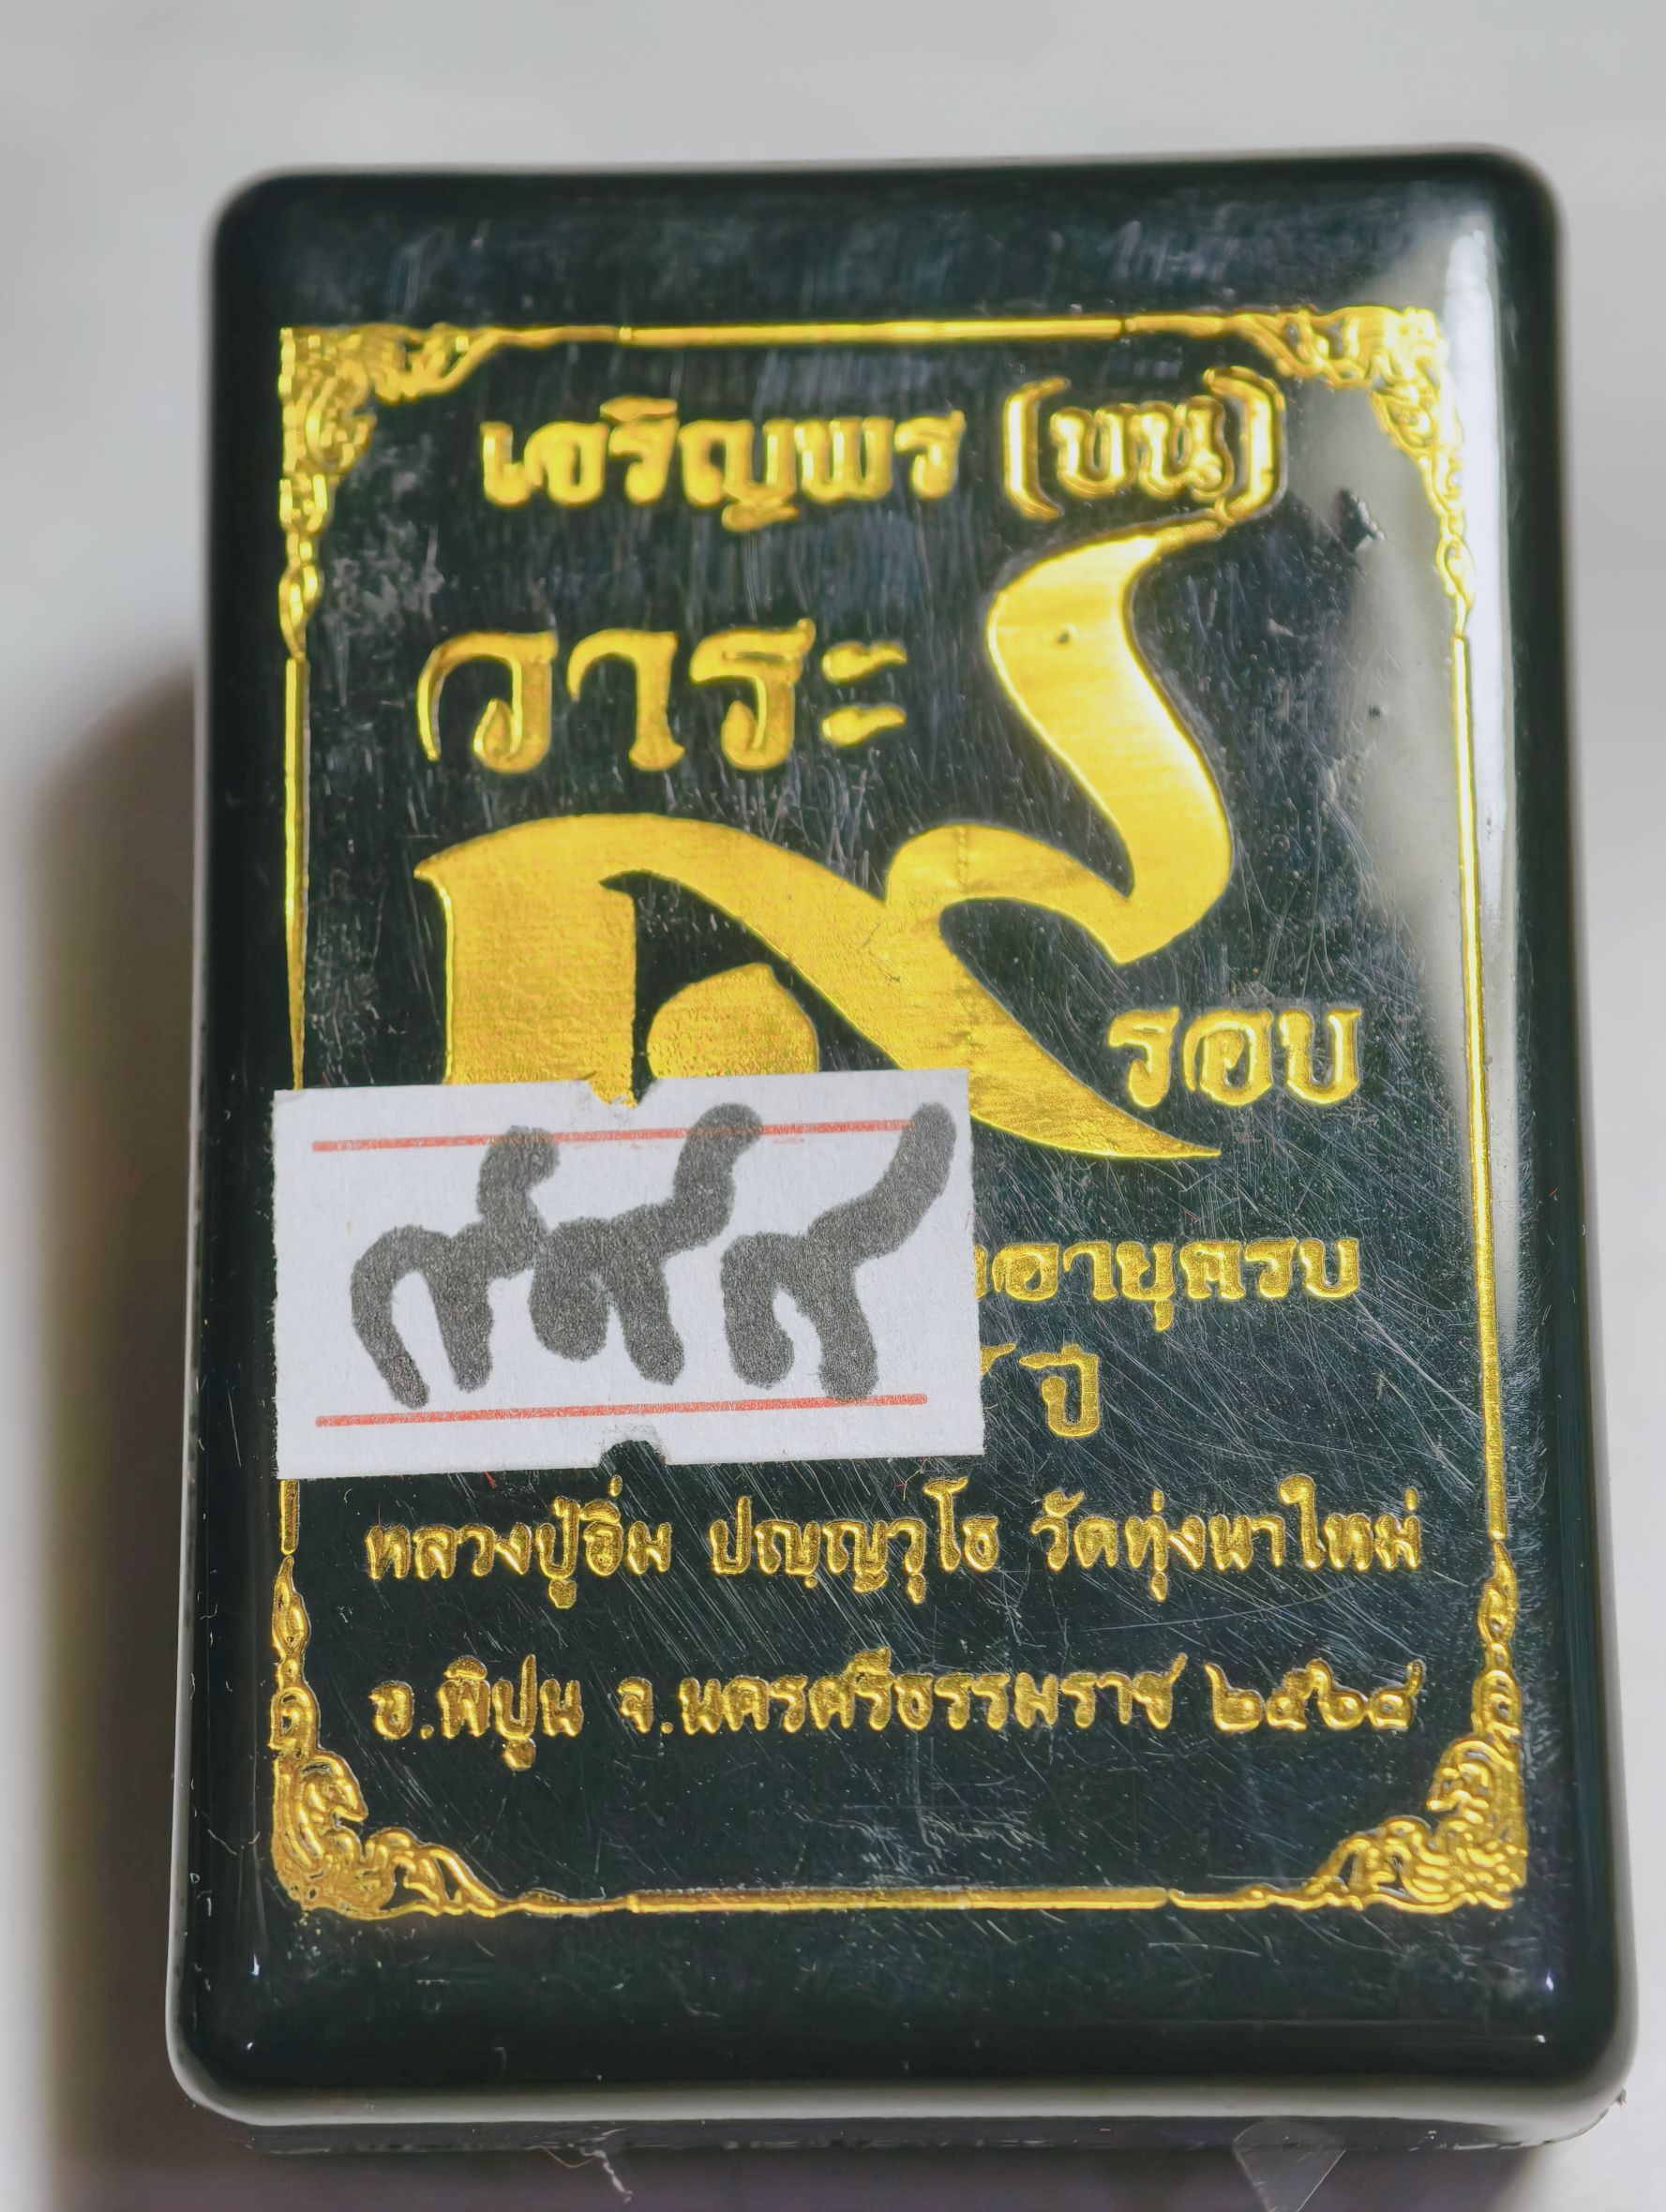 เจริญพร (บน)
วาระ ๙
รอบ
อายุครบ
ปี
หลวงปู่อิ่ม ปญฺญาวุโธ วัดทุ่งนาใหม่
อ.พิปูน จ.นครศรีธรรมราช ๒๕๖๘